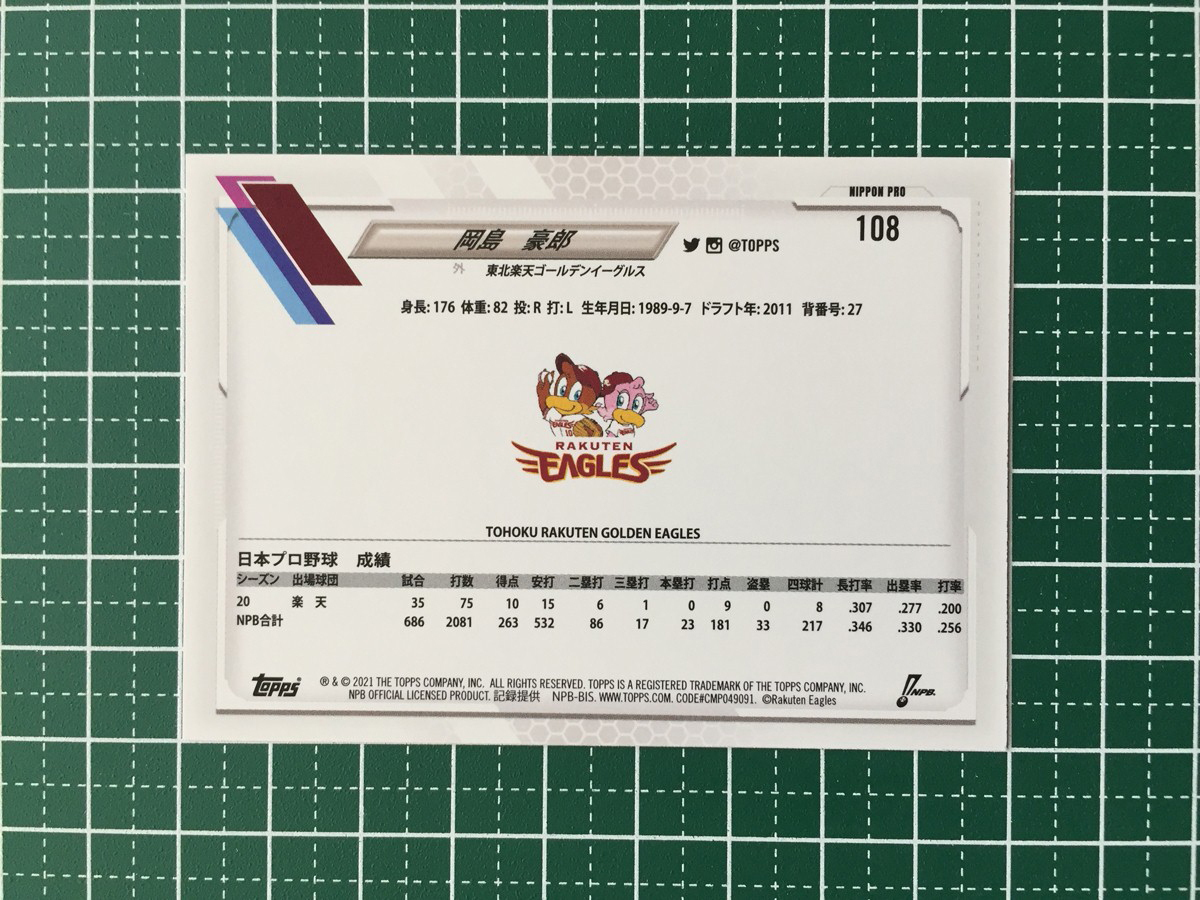 NIPPON PRO
108
岡島 豪郎
@TOPPS
外 東北楽天ゴールデンイーグルス
身長: 176 体重: 82 投: R 打: L 生年月日: 1989-9-7 ドラフト年: 2011 背番号: 27
EAGLES
10
RAKUTEN
EAGLES
TOHOKU RAKUTEN GOLDEN EAGLES
日本プロ野球 成績
シーズン 出場球団 試合 打数 得点 安打 二塁打 三塁打 本塁打 打点 盗塁 四球計 長打率 出塁率 打率
20 楽 天 35 75 10 15 6 1 0 9 0 8 .307 .277 .200
NPB合計 686 2081 263 532 86 17 23 181 33 217 .346 .330 .256
topps
® & © 2021 THE TOPPS COMPANY, INC. ALL RIGHTS RESERVED. TOPPS IS A REGISTERED TRADEMARK OF THE TOPPS COMPANY, INC.
NPB OFFICIAL LICENSED PRODUCT. 記録提供 NPB-BIS. WWW.TOPPS.COM. CODE#CMP049091. ©Rakuten Eagles
NPB.